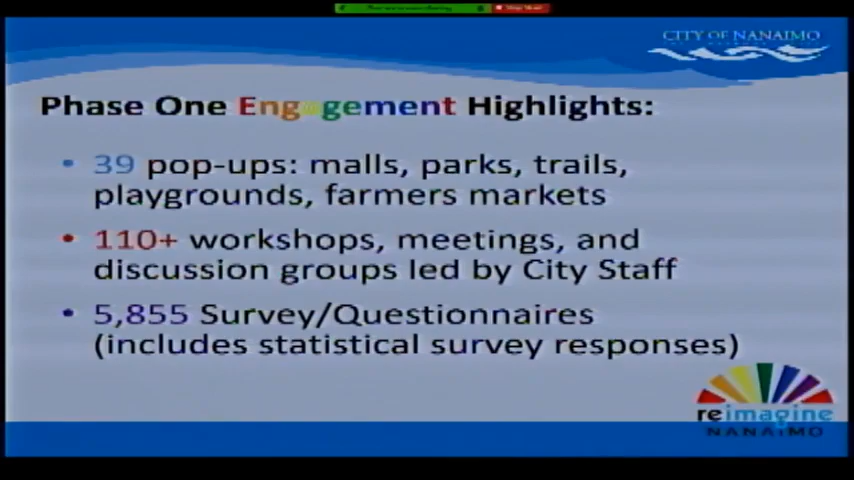 CITY OF NANAIMO
Phase One Engagement Highlights:
• 39 pop-ups: malls, parks, trails,
playgrounds, farmers markets
• 110+ workshops, meetings, and
discussion groups led by City Staff
• 5,855 Survey/Questionnaires
(includes statistical survey responses)
reimagine
NANAIMO